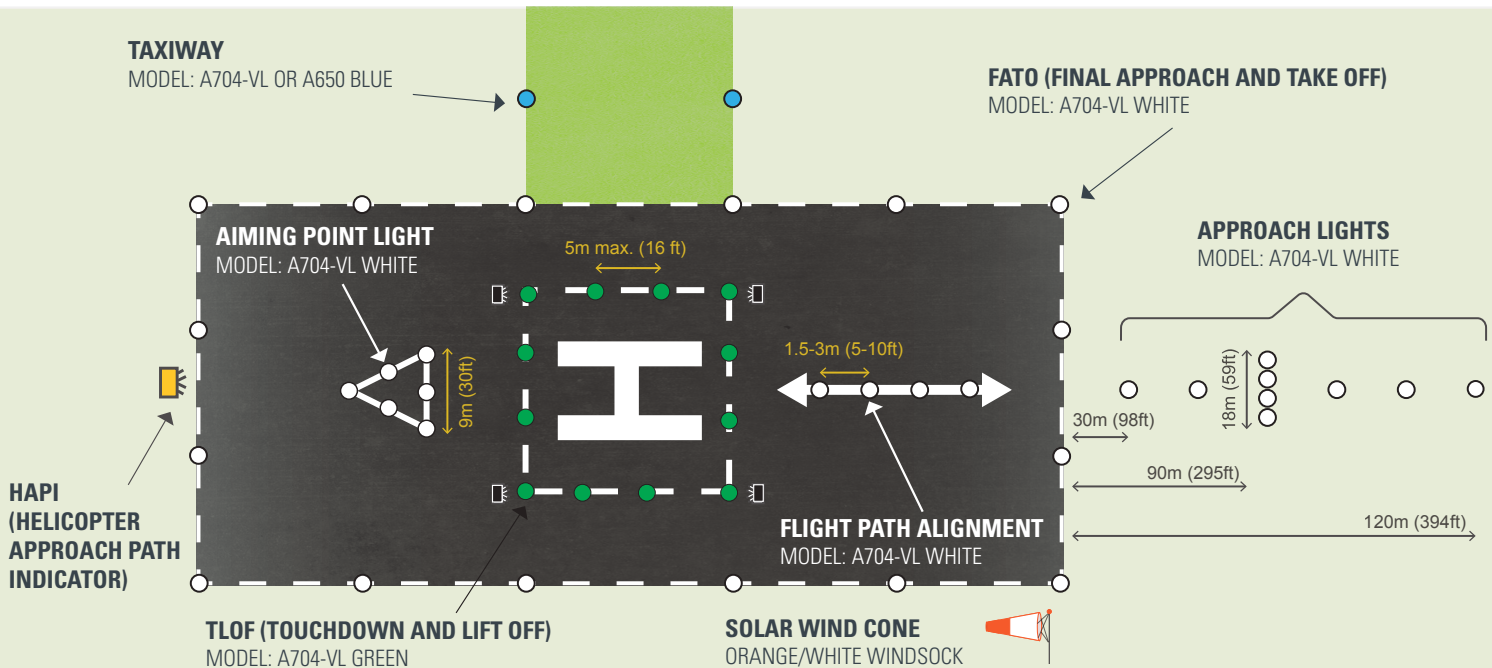 TAXIWAY
MODEL: A704-VL OR A650 BLUE
FATO (FINAL APPROACH AND TAKE OFF)
MODEL: A704-VL WHITE
AIMING POINT LIGHT
MODEL: A704-VL WHITE
5m max. (16 ft)
APPROACH LIGHTS
MODEL: A704-VL WHITE
9m (30ft)
H
1.5-3m (5-10ft)
18m (59ft)
30m (98ft)
90m (295ft)
120m (394ft)
HAPI
(HELICOPTER
APPROACH PATH
INDICATOR)
FLIGHT PATH ALIGNMENT
MODEL: A704-VL WHITE
TLOF (TOUCHDOWN AND LIFT OFF)
MODEL: A704-VL GREEN
SOLAR WIND CONE
ORANGE/WHITE WINDSOCK